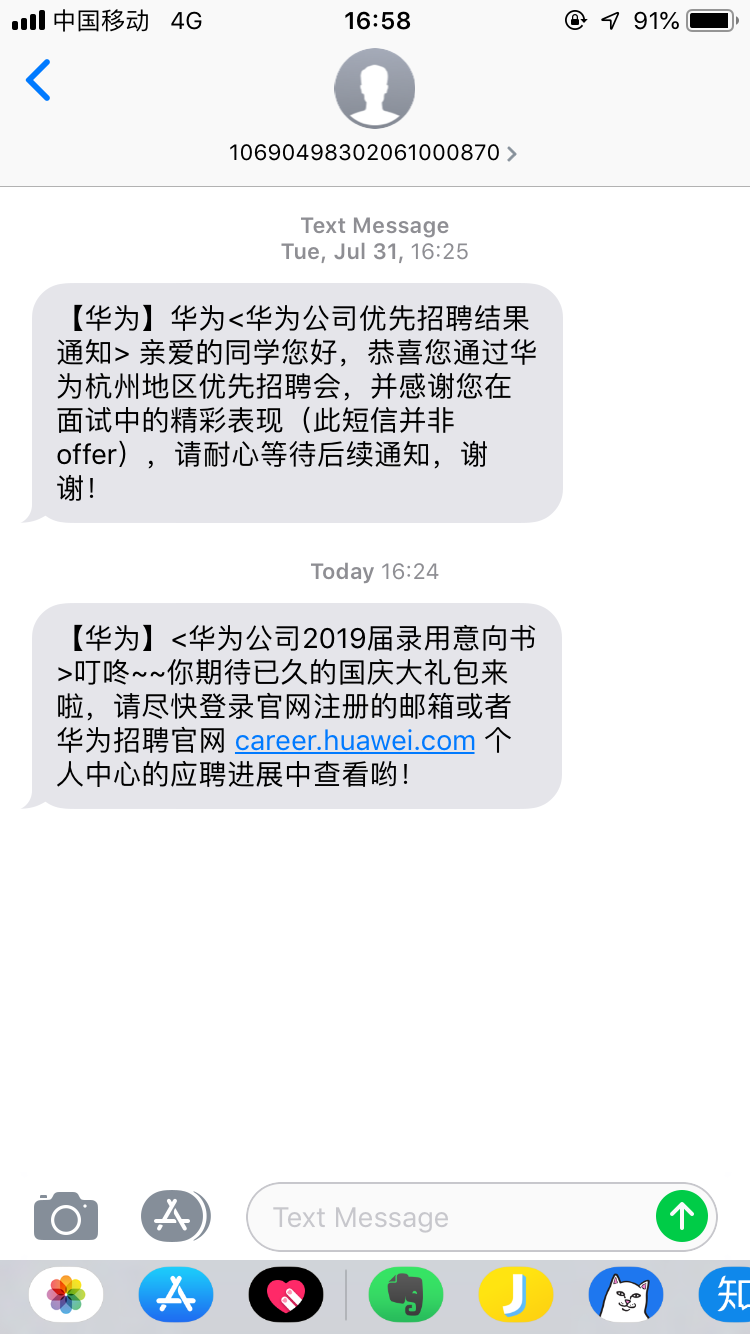 中国移动 4G 16:58 91%
10690498302061000870
Text Message
Tue, Jul 31, 16:25
【华为】华为<华为公司优先招聘结果
通知> 亲爱的同学您好，恭喜您通过华
为杭州地区优先招聘会，并感谢您在
面试中的精彩表现（此短信并非
offer），请耐心等待后续通知，谢
谢！
Today 16:24
【华为】<华为公司2019届录用意向书
>叮咚~~你期待已久的国庆大礼包来
啦，请尽快登录官网注册的邮箱或者
华为招聘官网 career.huawei.com 个
人中心的应聘进展中查看哟！
Text Message
知